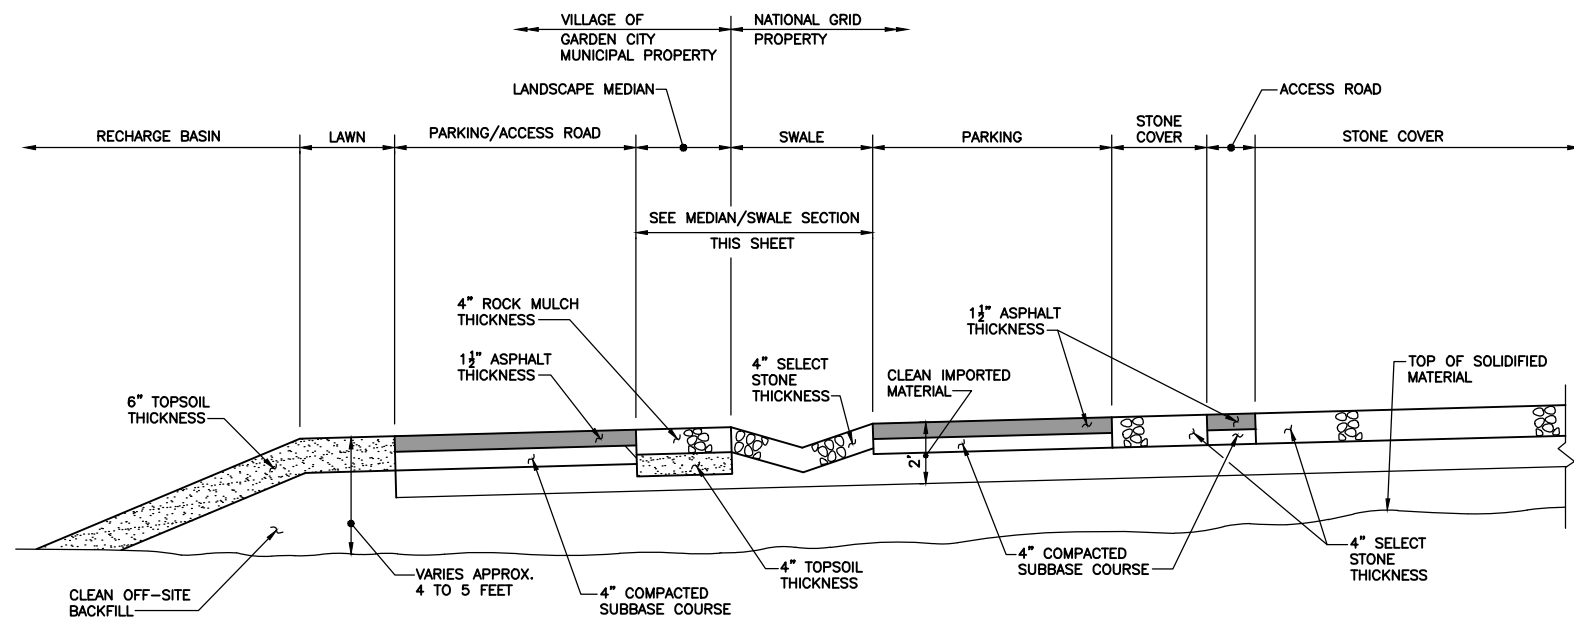 VILLAGE OF
GARDEN CITY
MUNICIPAL PROPERTY
NATIONAL GRID
PROPERTY
LANDSCAPE MEDIAN
ACCESS ROAD
RECHARGE BASIN
LAWN
PARKING/ACCESS ROAD
SWALE
PARKING
STONE
COVER
STONE COVER
SEE MEDIAN/SWALE SECTION
THIS SHEET
4" ROCK MULCH
THICKNESS
1½" ASPHALT
THICKNESS
6" TOPSOIL
THICKNESS
4" SELECT
STONE
THICKNESS
CLEAN IMPORTED
MATERIAL
1½" ASPHALT
THICKNESS
TOP OF SOLIDIFIED
MATERIAL
2'
CLEAN OFF-SITE
BACKFILL
VARIES APPROX.
4 TO 5 FEET
4" COMPACTED
SUBBASE COURSE
4" TOPSOIL
THICKNESS
4" COMPACTED
SUBBASE COURSE
4" SELECT
STONE
THICKNESS